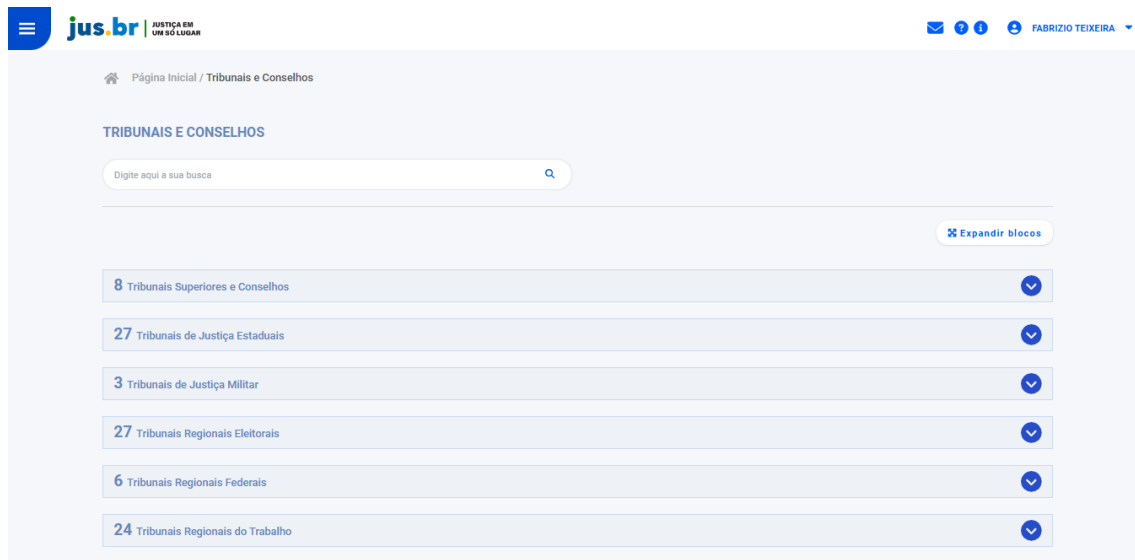 jus.br | JUSTIÇA EM
UM SÓ LUGAR
FABRIZIO TEIXEIRA
Página Inicial / Tribunais e Conselhos
TRIBUNAIS E CONSELHOS
Digite aqui a sua busca
Expandir blocos
8 Tribunais Superiores e Conselhos
27 Tribunais de Justiça Estaduais
3 Tribunais de Justiça Militar
27 Tribunais Regionais Eleitorais
6 Tribunais Regionais Federais
24 Tribunais Regionais do Trabalho